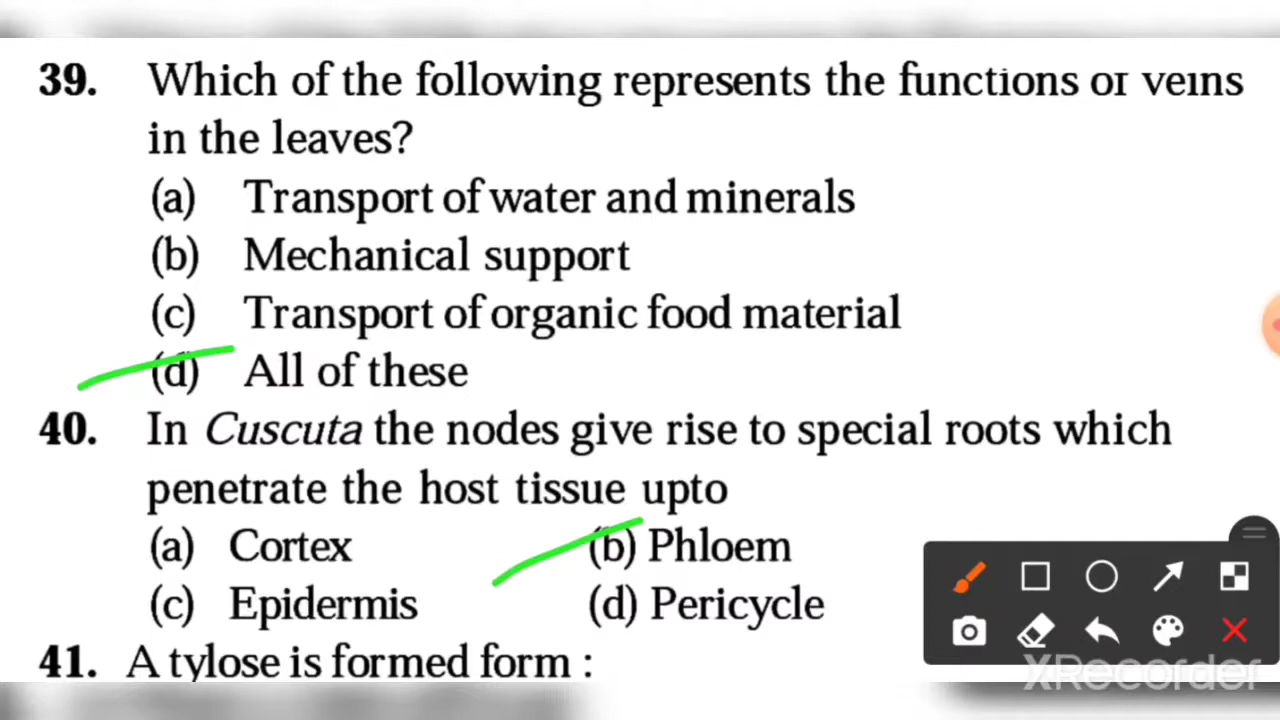 39. Which of the following represents the functions of veins
in the leaves?
(a) Transport of water and minerals
(b) Mechanical support
(c) Transport of organic food material
(d) All of these
40. In Cuscuta the nodes give rise to special roots which
penetrate the host tissue upto
(a) Cortex (b) Phloem
(c) Epidermis (d) Pericycle
41. A tylose is formed form :
XRecorder